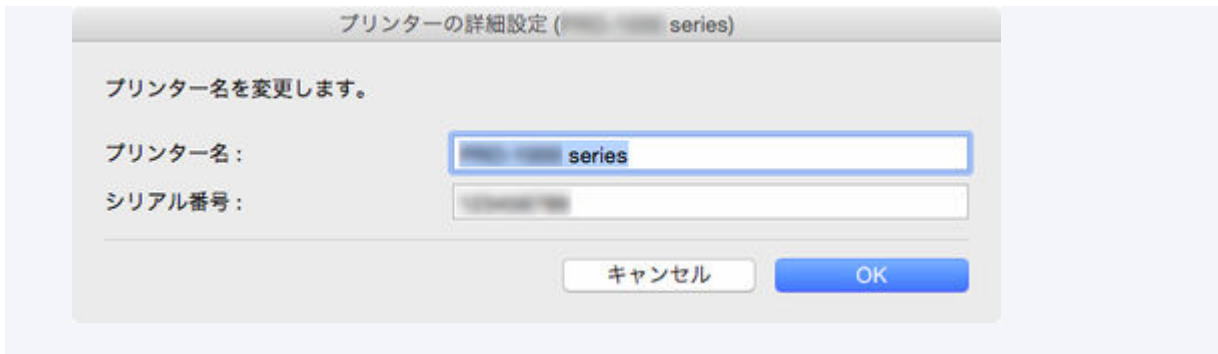 プリンターの詳細設定 ( series)
プリンター名を変更します。
プリンター名 : series
シリアル番号 :
キャンセル OK